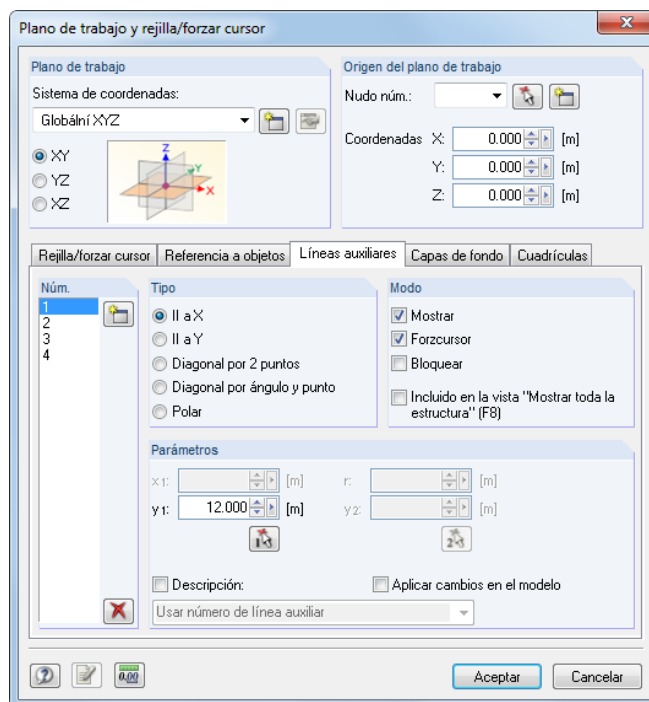 Plano de trabajo y rejilla/forzar cursor
Plano de trabajo
Sistema de coordenadas:
Globální XYZ
XY
YZ
XZ
Z
Y
X
Origen del plano de trabajo
Nudo núm.:
Coordenadas X: 0.000 [m]
Y: 0.000 [m]
Z: 0.000 [m]
Rejilla/forzar cursor Referencia a objetos Líneas auxiliares Capas de fondo Cuadrículas
Núm.
1
2
3
4
Tipo
II a X
II a Y
Diagonal por 2 puntos
Diagonal por ángulo y punto
Polar
Modo
Mostrar
Forzcursor
Bloquear
Incluido en la vista "Mostrar toda la
estructura" (F8)
Parámetros
x1: [m] r: [m]
y1: 12.000 [m] y2: [m]
1 2
Descripción: Aplicar cambios en el modelo
Usar número de línea auxiliar
0.00
Aceptar Cancelar